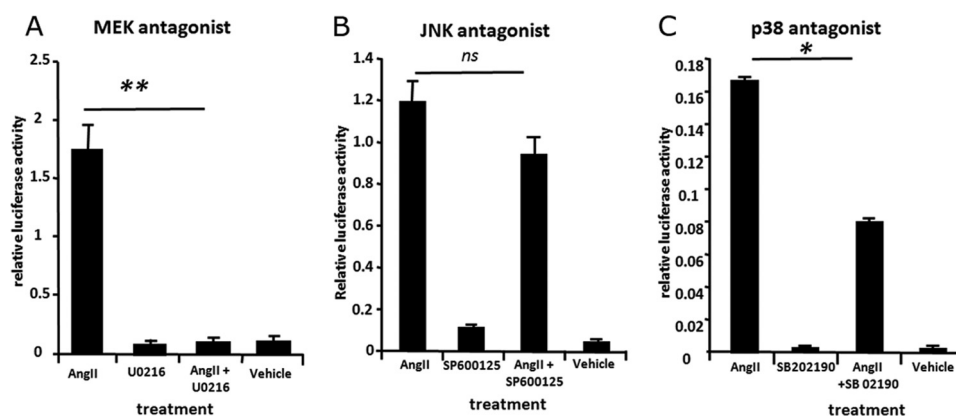 A
MEK antagonist
2.5
2
1.5
1
0.5
0
relative luciferase activity
**
AngII
U0216
AngII +
U0216
Vehicle
treatment
B
JNK antagonist
1.4
1.2
1.0
0.8
0.6
0.4
0.2
0
Relative luciferase activity
ns
AngII
SP600125
AngII +
SP600125
Vehicle
treatment
C
p38 antagonist
0.18
0.16
0.14
0.12
0.10
0.08
0.06
0.04
0.02
0
relative luciferase activity
*
AngII
SB202190
AngII
+SB 02190
Vehicle
treatment